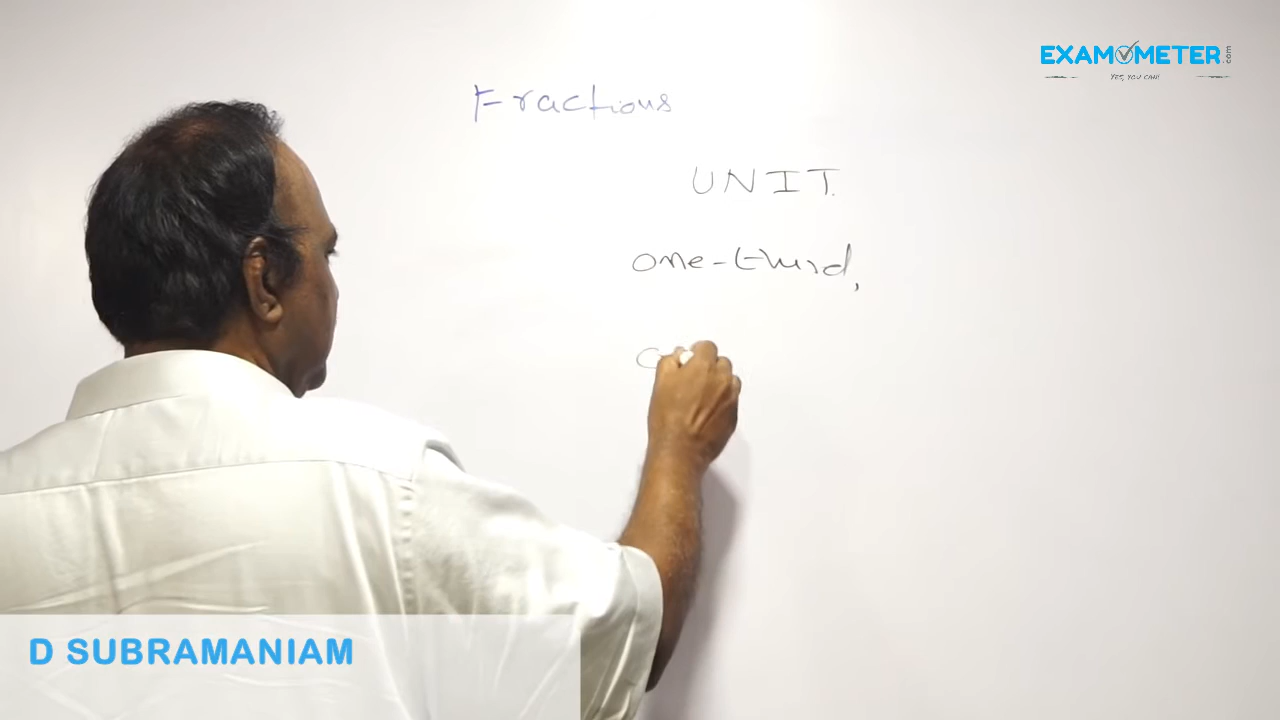 EXAMOMETER.com
YES, YOU CAN!
Fractions
UNIT.
one-third,
D SUBRAMANIAM